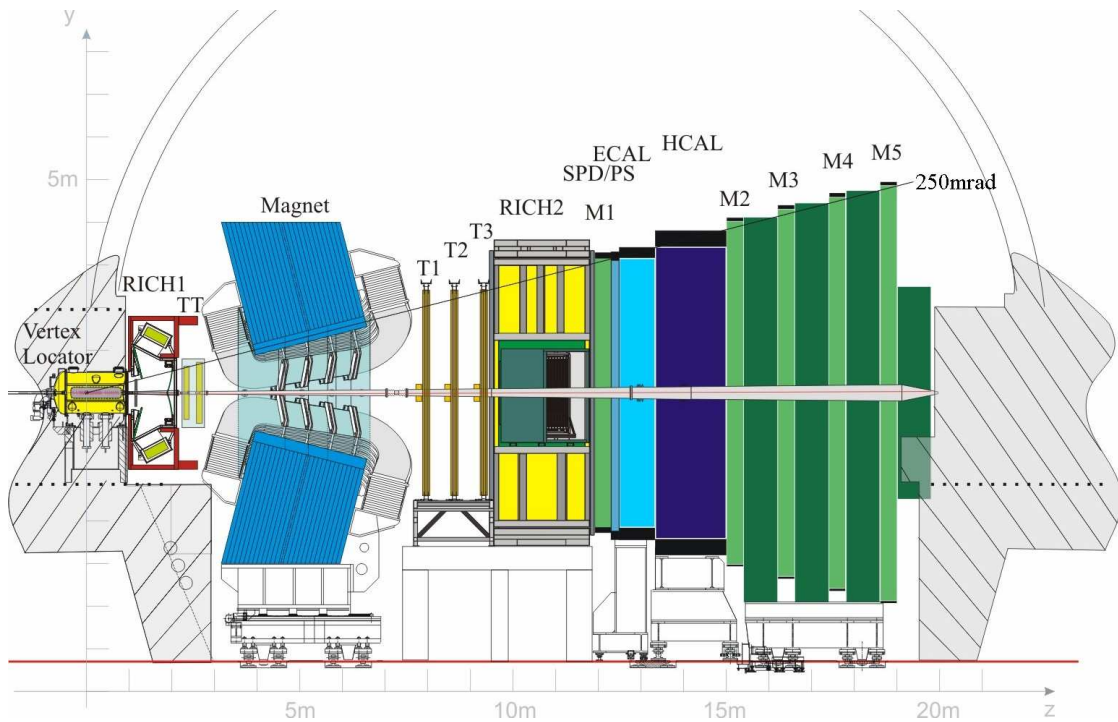 y
5m
Vertex
Locator
RICH1
TT
Magnet
T1
T2
T3
RICH2
M1
SPD/PS
ECAL
HCAL
M2
M3
M4
M5
250mrad
5m
10m
15m
20m
z